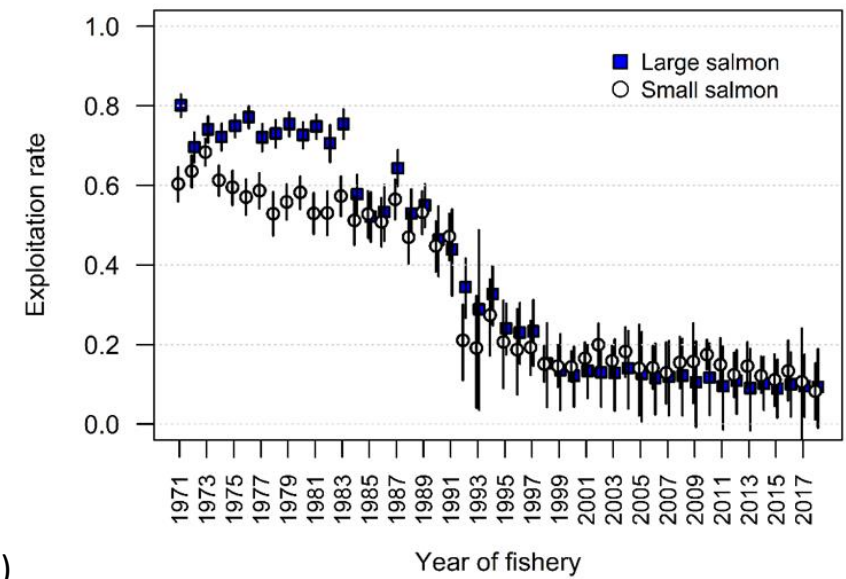 1.0
Large salmon
Small salmon
0.8
0.6
0.4
0.2
0.0
Exploitation rate
1971 1973 1975 1977 1979 1981 1983 1985 1987 1989 1991 1993 1995 1997 1999 2001 2003 2005 2007 2009 2011 2013 2015 2017
Year of fishery
)